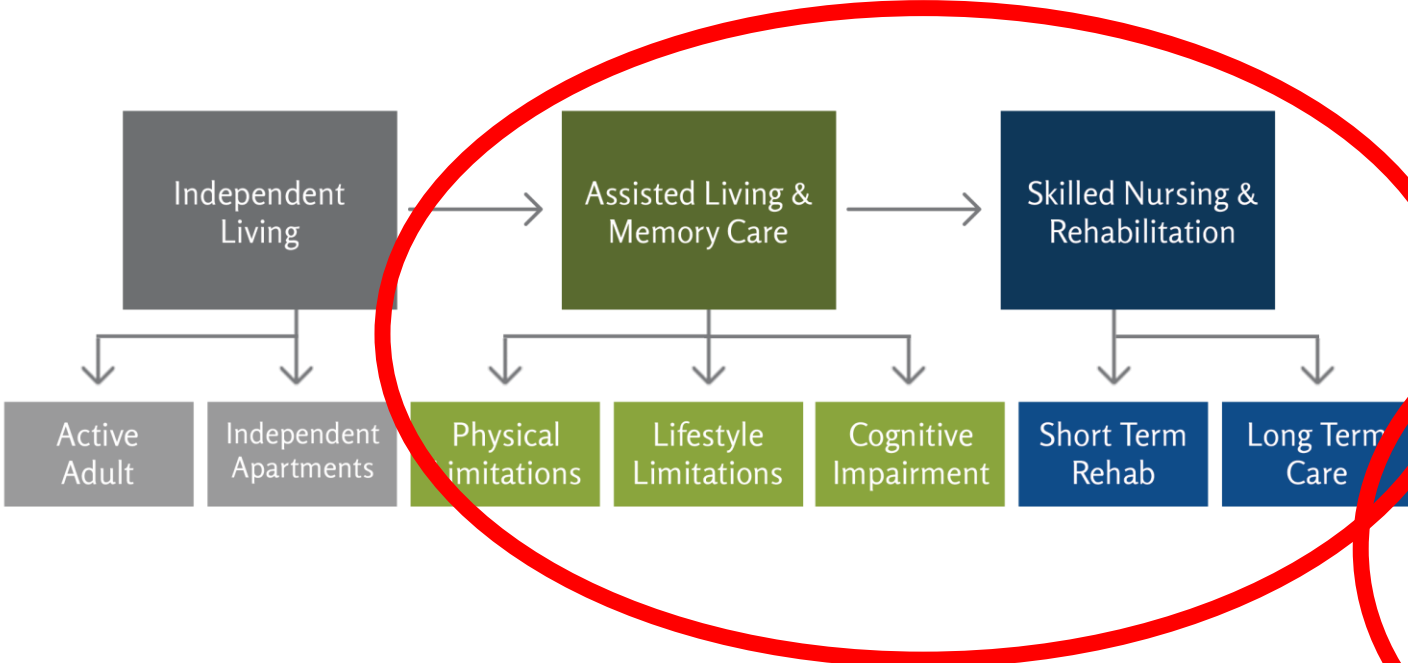 Independent
Living
Assisted Living &
Memory Care
Skilled Nursing &
Rehabilitation
Active
Adult
Independent
Apartments
Physical
Limitations
Lifestyle
Limitations
Cognitive
Impairment
Short Term
Rehab
Long Term
Care